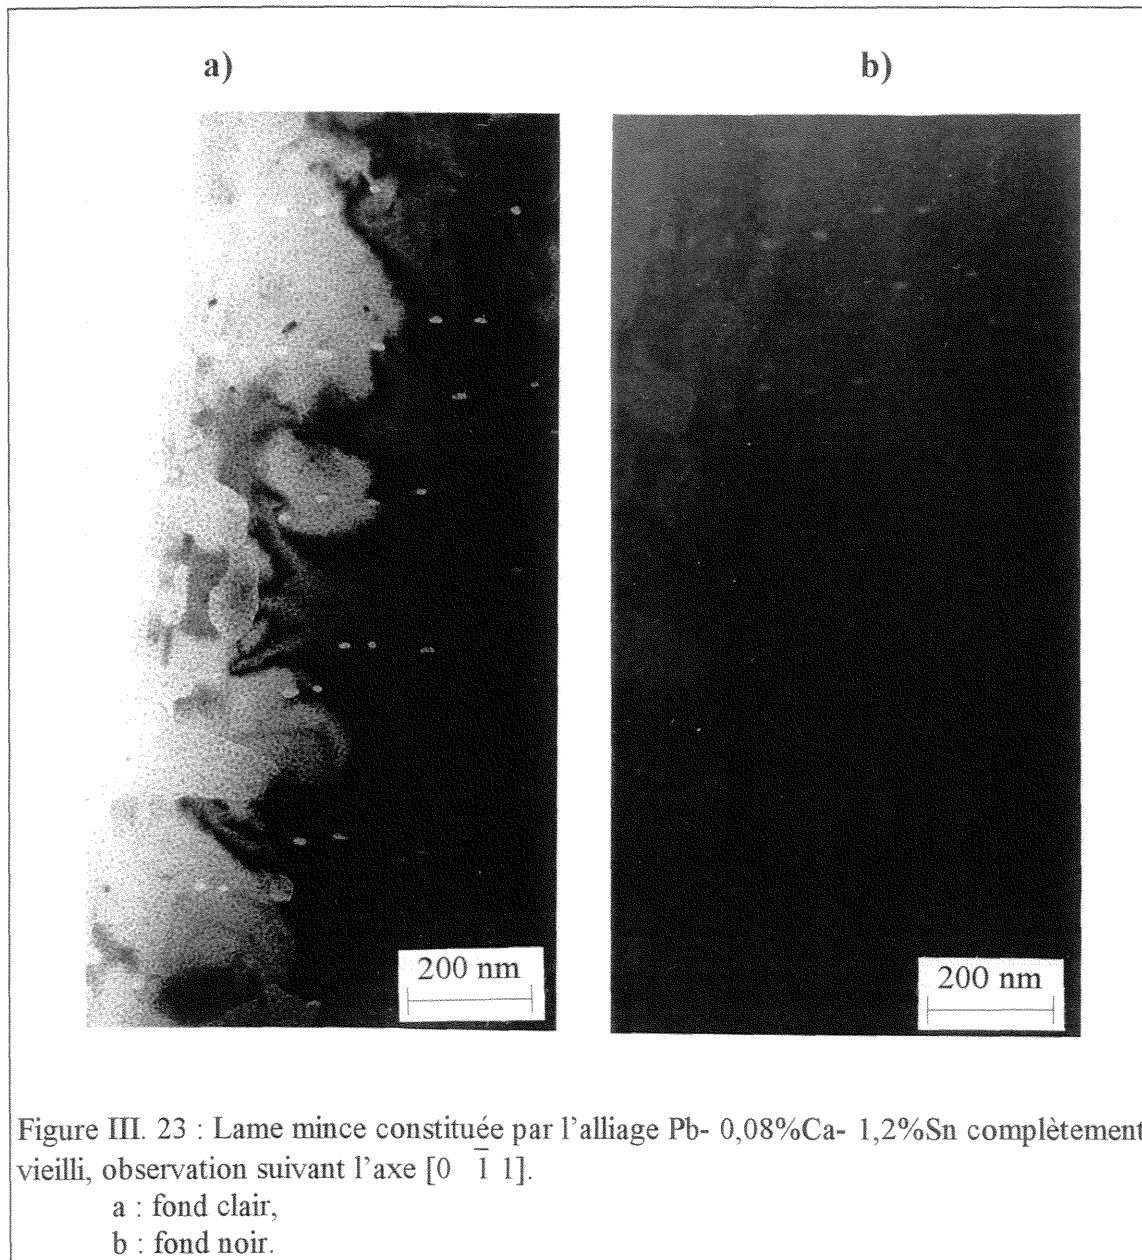 a)
b)
200 nm
200 nm
Figure III. 23 : Lame mince constituée par l'alliage Pb- 0,08%Ca- 1,2%Sn complètement
vieilli, observation suivant l'axe [0 1̅ 1].
a : fond clair,
b : fond noir.